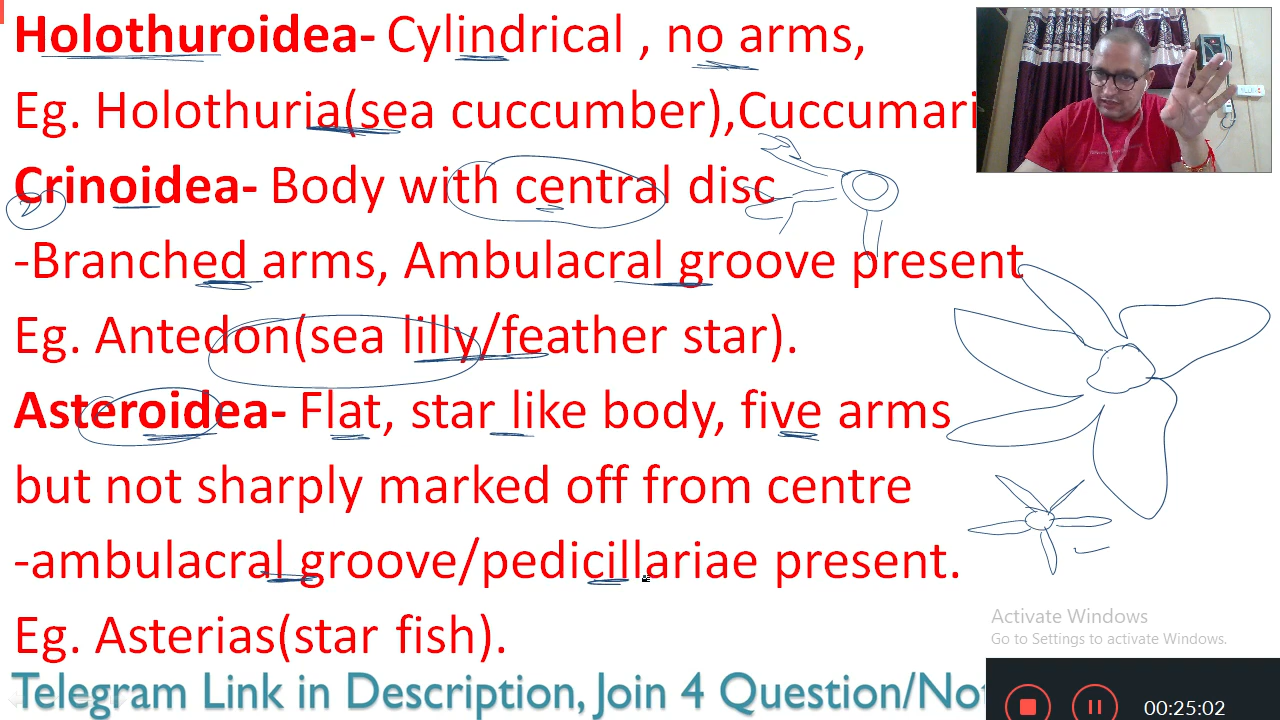 Holothuroidea- Cylindrical , no arms,
Eg. Holothuria(sea cuccumber),Cuccumari
Crinoidea- Body with central disc
-Branched arms, Ambulacral groove present
Eg. Antedon(sea lilly/feather star).
Asteroidea- Flat, star like body, five arms
but not sharply marked off from centre
-ambulacral groove/pedicillariae present.
Eg. Asterias(star fish).
Activate Windows
Go to Settings to activate Windows.
Telegram Link in Description, Join 4 Question/Not
00:25:02